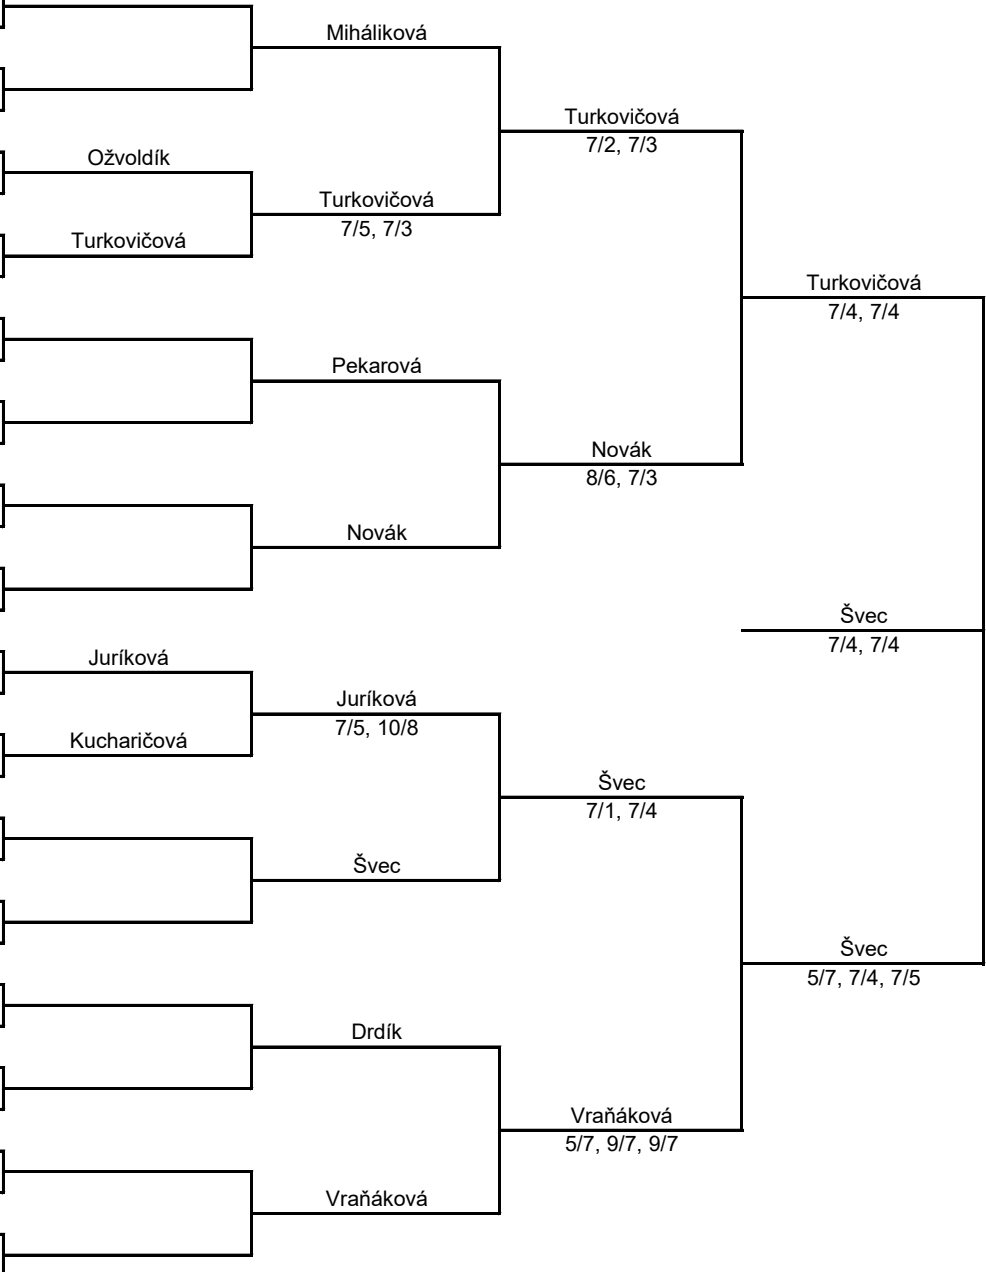 Miháliková
Turkovičová
7/2, 7/3
Ožvoldík
Turkovičová
7/5, 7/3
Turkovičová
Turkovičová
7/4, 7/4
Pekarová
Novák
8/6, 7/3
Novák
Švec
7/4, 7/4
Juríková
Juríková
7/5, 10/8
Kucharičová
Švec
7/1, 7/4
Švec
Švec
5/7, 7/4, 7/5
Drdík
Vraňáková
5/7, 9/7, 9/7
Vraňáková